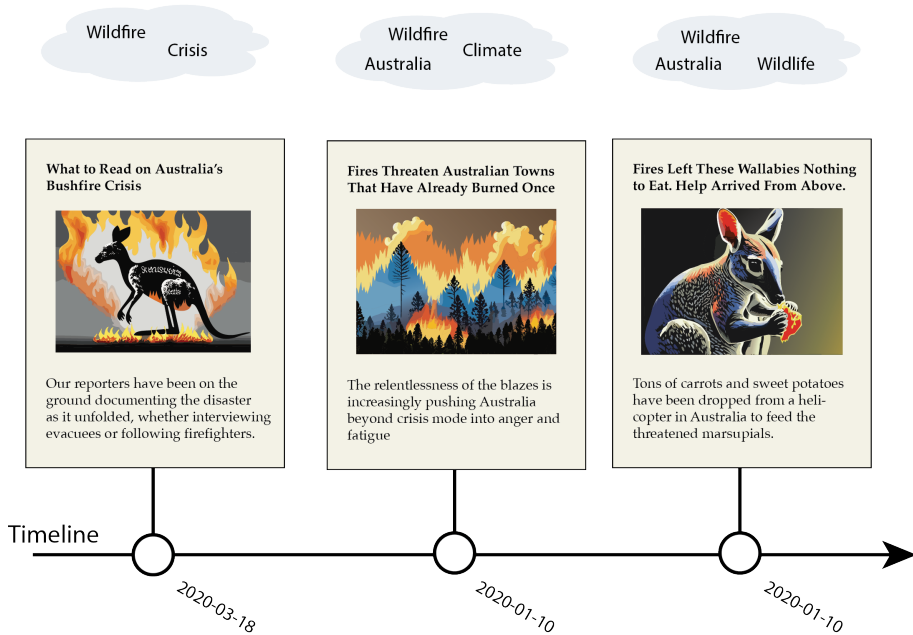 Wildfire
Crisis
Wildfire
Climate
Australia
Wildfire
Australia Wildlife
What to Read on Australia's
Bushfire Crisis
Our reporters have been on the
ground documenting the disaster
as it unfolded, whether interviewing
evacuees or following firefighters.
Fires Threaten Australian Towns
That Have Already Burned Once
The relentlessness of the blazes is
increasingly pushing Australia
beyond crisis mode into anger and
fatigue
Fires Left These Wallabies Nothing
to Eat. Help Arrived From Above.
Tons of carrots and sweet potatoes
have been dropped from a heli-
copter in Australia to feed the
threatened marsupials.
Timeline
2020-03-18
2020-01-10
2020-01-10